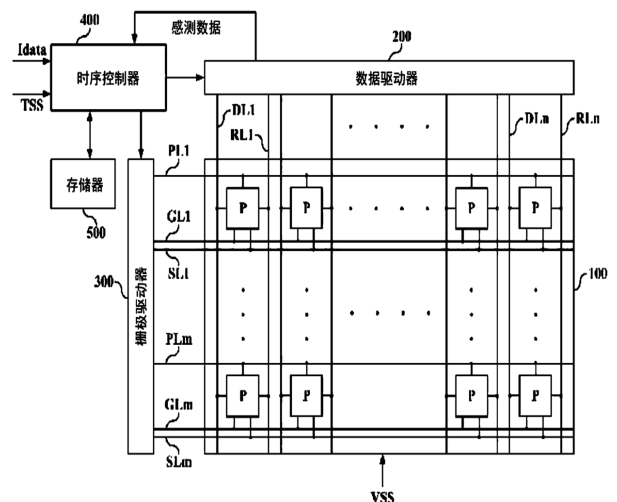 400
感测数据
Idata
时序控制器
200
数据驱动器
TSS
DL1
RL1
DLn
RLn
PL1
存储器
500
P
P
P
P
GL1
SL1
300
栅极驱动器
100
PLm
P
P
P
P
GLm
SLm
VSS